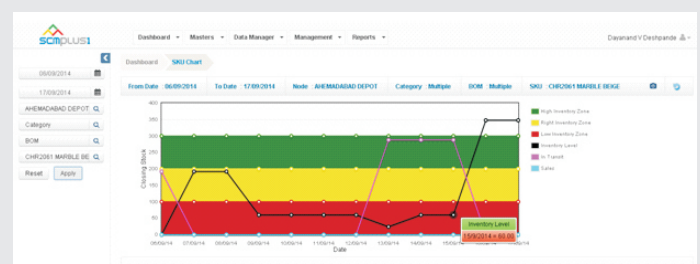 SCMPLUS1
Dashboard Masters Data Manager Management Reports
Dayanand V Deshpande
Dashboard SKU Chart
06/09/2014
17/09/2014
AHEMADABAD DEPOT
Category
BOM
CHR2061 MARBLE BE
Reset Apply
From Date 06/09/2014 To Date 17/09/2014 Node AHEMADABAD DEPOT Category Multiple BOM Multiple SKU CHR2061 MARBLE BEIGE
400
350
300
250
200
150
100
50
0
Closing Stock
High Inventory Zone
Right Inventory Zone
Low Inventory Zone
Inventory Level
In Transit
Sales
Inventory Level
15/9/2014 = 60.00
06/09/14 07/09/14 08/09/14 09/09/14 10/09/14 11/09/14 12/09/14 13/09/14 14/09/14 15/09/14
Date